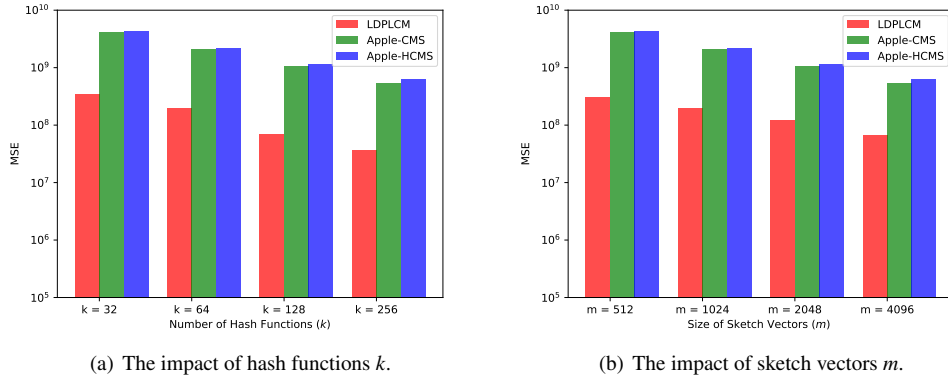 10^10
10^9
10^8
10^7
10^6
10^5
MSE
LDPLCM
Apple-CMS
Apple-HCMS
k = 32
k = 64
k = 128
k = 256
Number of Hash Functions (k)
(a) The impact of hash functions k.
10^10
10^9
10^8
10^7
10^6
10^5
MSE
LDPLCM
Apple-CMS
Apple-HCMS
m = 512
m = 1024
m = 2048
m = 4096
Size of Sketch Vectors (m)
(b) The impact of sketch vectors m.